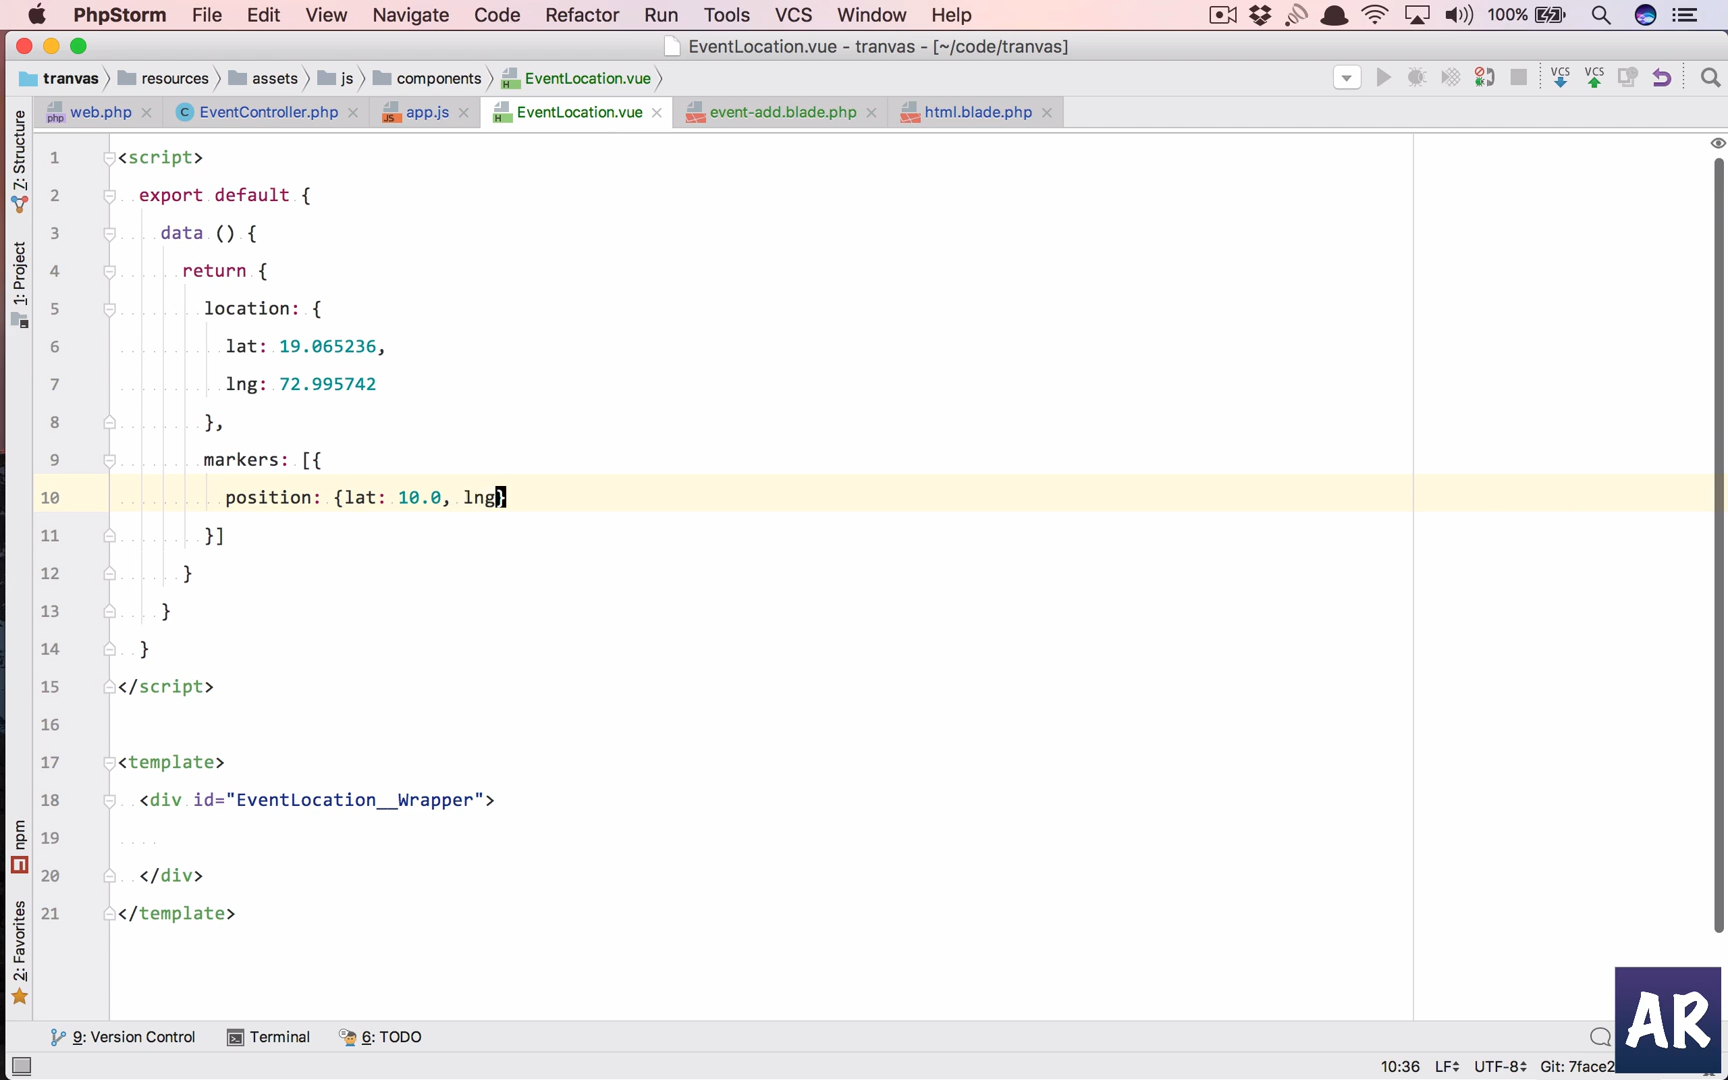 PhpStorm File Edit View Navigate Code Refactor Run Tools VCS Window Help 100%
EventLocation.vue - tranvas - [~/code/tranvas]
tranvas resources assets js components EventLocation.vue VCS VCS
web.php EventController.php app.js EventLocation.vue event-add.blade.php html.blade.php
7: Structure
1: Project
npm
2: Favorites
1 <script>
2 export default {
3 data () {
4 return {
5 location: {
6 lat: 19.065236,
7 lng: 72.995742
8 },
9 markers: [{
10 position: {lat: 10.0, lng}
11 }]
12 }
13 }
14 }
15 </script>
16
17 <template>
18 <div id="EventLocation__Wrapper">
19
20 </div>
21 </template>
9: Version Control Terminal 6: TODO
10:36 LF UTF-8 Git: 7face2
AR